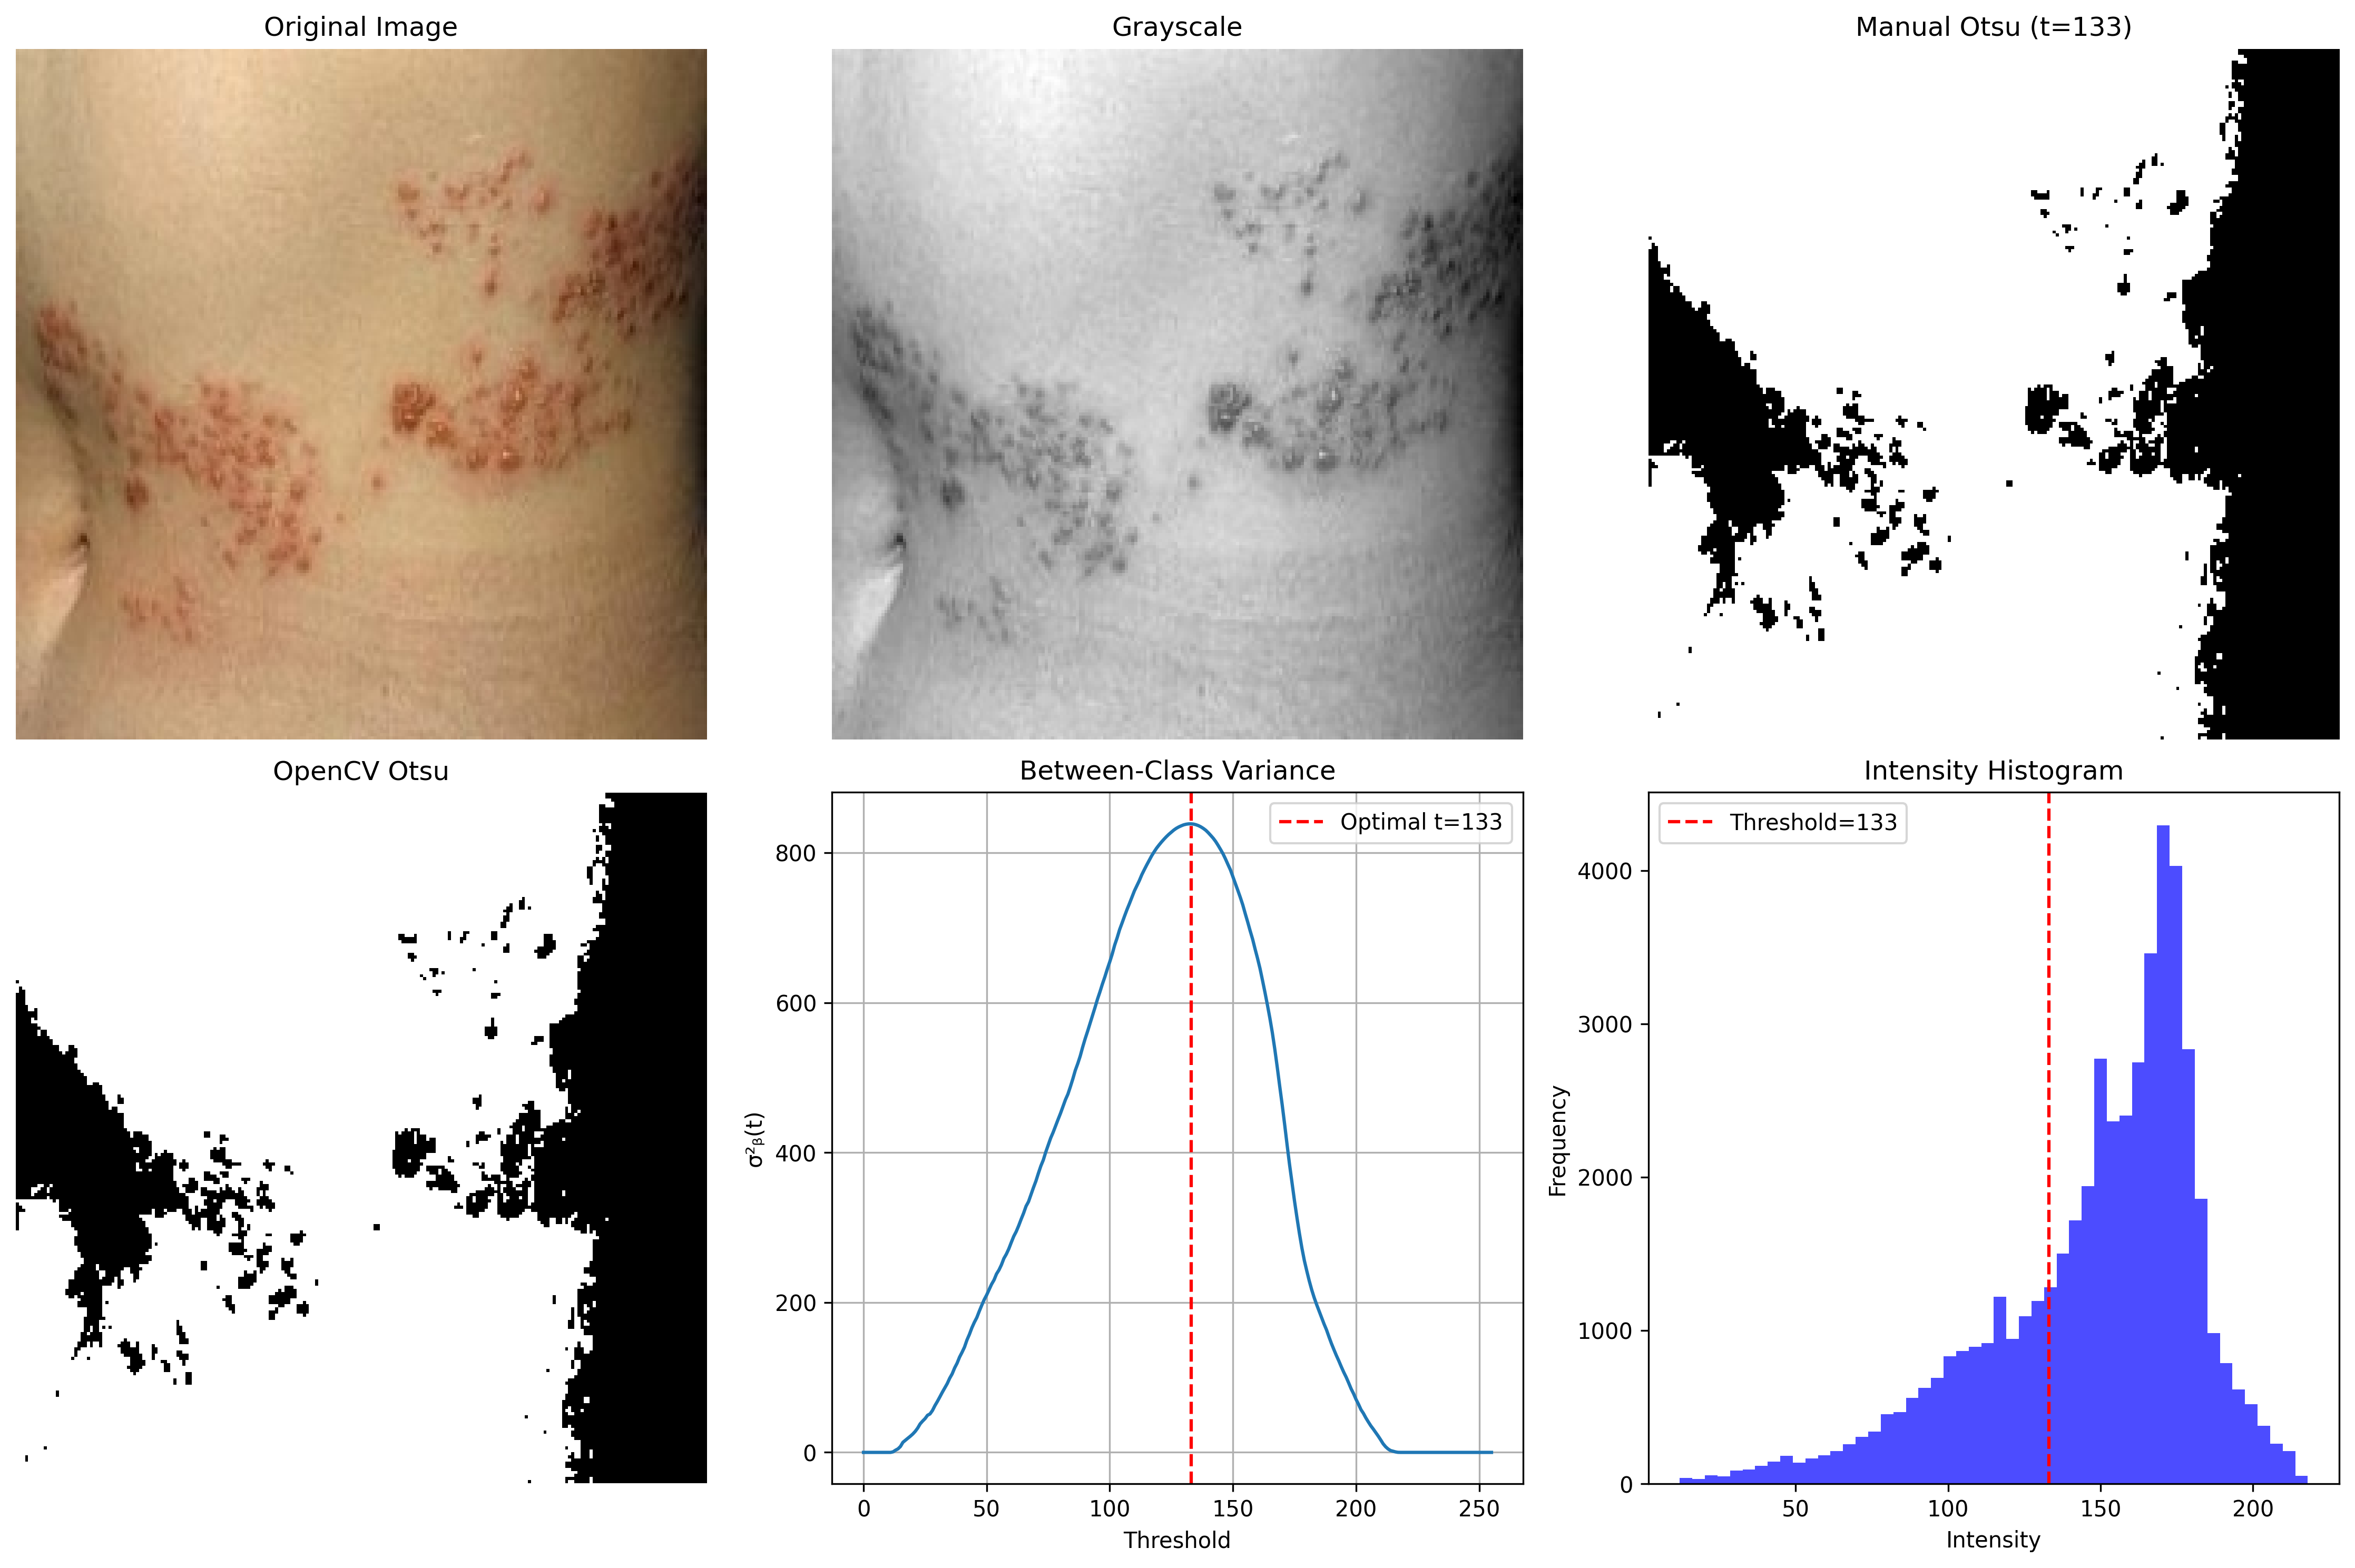 Original Image
Grayscale
Manual Otsu (t=133)
OpenCV Otsu
Between-Class Variance
Optimal t=133
800
600
400
200
0
σ²ᵦ(t)
0 50 100 150 200 250
Threshold
Intensity Histogram
Threshold=133
4000
3000
2000
1000
0
Frequency
50 100 150 200
Intensity